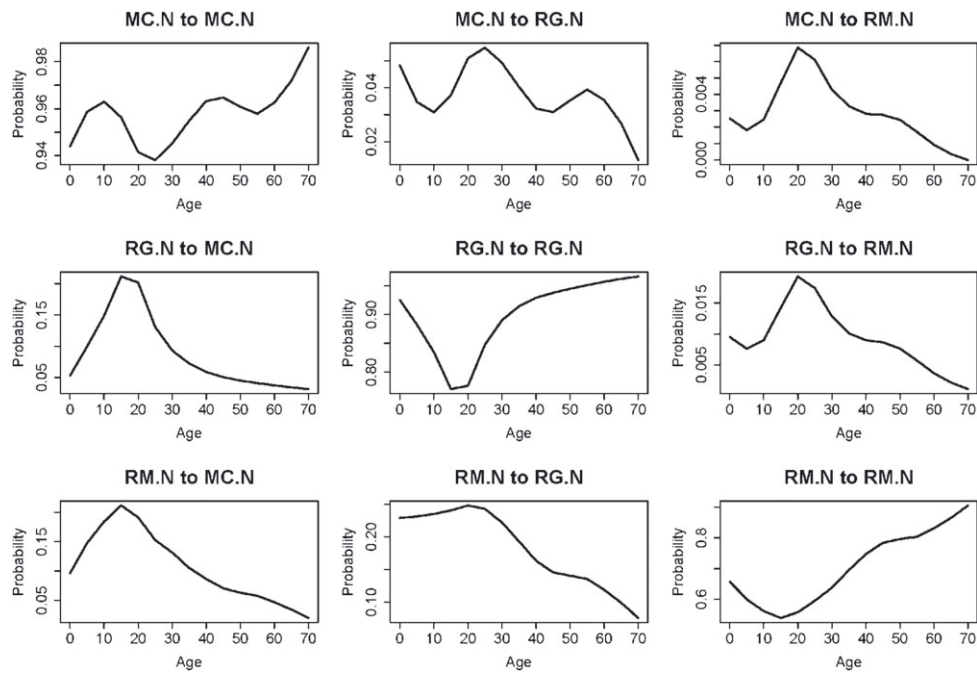 MC.N to MC.N
Probability
0.94 0.96 0.98
0 10 20 30 40 50 60 70
Age
MC.N to RG.N
Probability
0.02 0.04
0 10 20 30 40 50 60 70
Age
MC.N to RM.N
Probability
0.000 0.004
0 10 20 30 40 50 60 70
Age
RG.N to MC.N
Probability
0.05 0.15
0 10 20 30 40 50 60 70
Age
RG.N to RG.N
Probability
0.80 0.90
0 10 20 30 40 50 60 70
Age
RG.N to RM.N
Probability
0.005 0.015
0 10 20 30 40 50 60 70
Age
RM.N to MC.N
Probability
0.05 0.15
0 10 20 30 40 50 60 70
Age
RM.N to RG.N
Probability
0.10 0.20
0 10 20 30 40 50 60 70
Age
RM.N to RM.N
Probability
0.6 0.8
0 10 20 30 40 50 60 70
Age